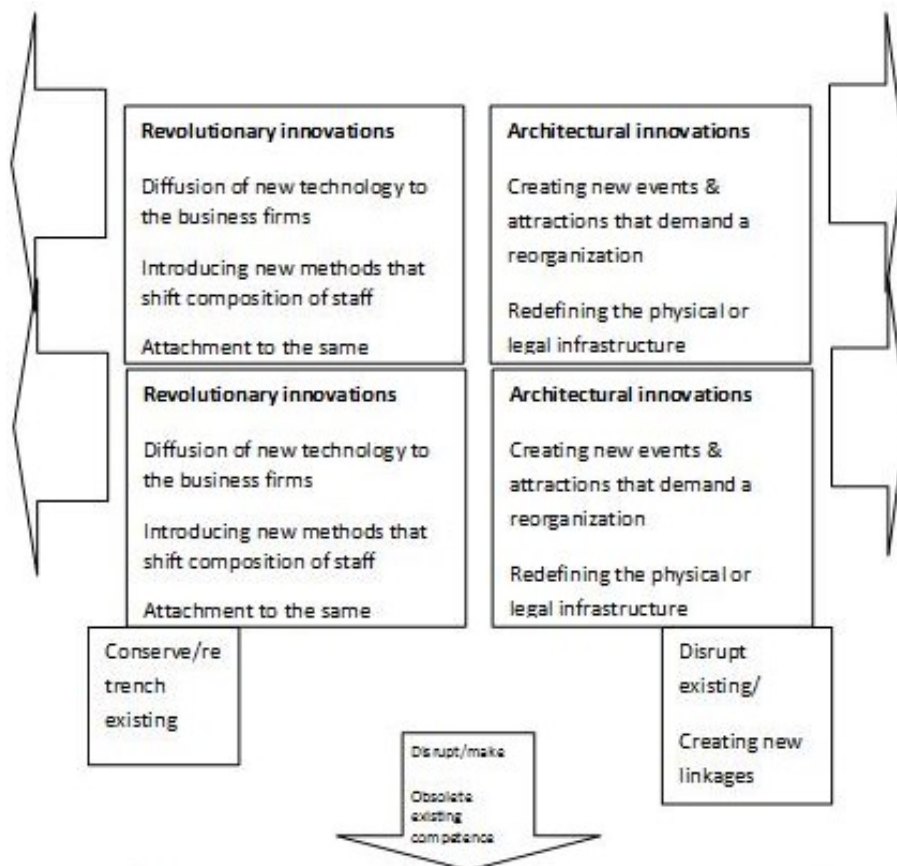 Revolutionary innovations
Diffusion of new technology to
the business firms
Introducing new methods that
shift composition of staff
Attachment to the same
Architectural innovations
Creating new events &
attractions that demand a
reorganization
Redefining the physical or
legal infrastructure
Revolutionary innovations
Diffusion of new technology to
the business firms
Introducing new methods that
shift composition of staff
Attachment to the same
Architectural innovations
Creating new events &
attractions that demand a
reorganization
Redefining the physical or
legal infrastructure
Conserve/re
trench
existing
Disrupt
existing/
Creating new
linkages
Disrupt/make
Obsolete
existing
competence